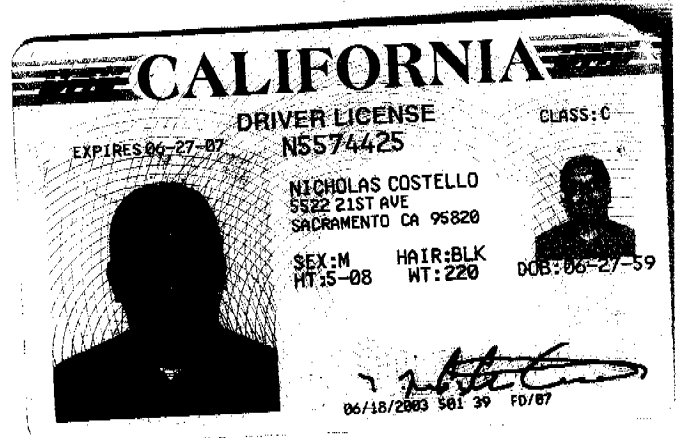 CALIFORNIA
DRIVER LICENSE
CLASS:C
EXPIRES 06-27-07
N5574425
NICHOLAS COSTELLO
5522 21ST AVE
SACRAMENTO CA 95820
SEX:M HAIR:BLK
HT:5-08 WT:220
DOB:06-27-59
06/18/2003 501 39 FD/07